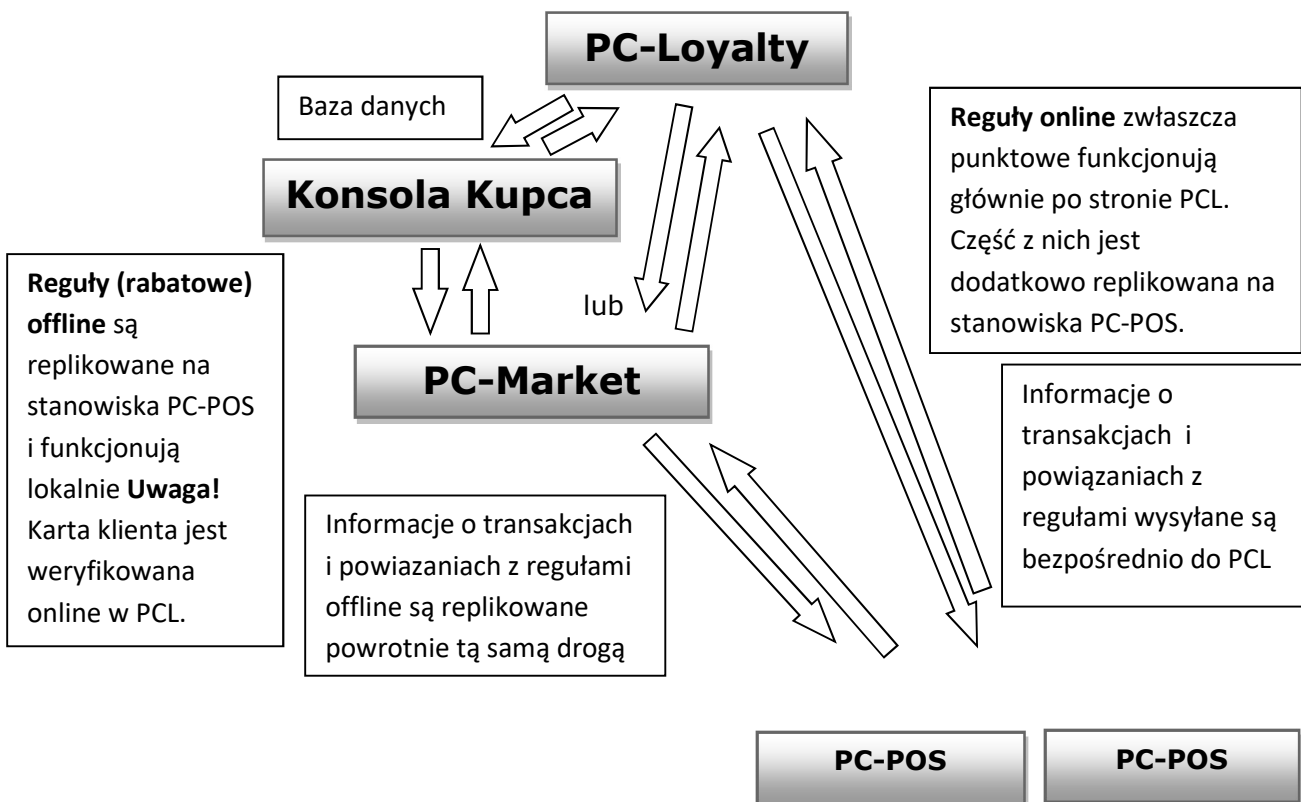 PC-Loyalty
Baza danych
Konsola Kupca
Reguły online zwłaszcza
punktowe funkcjonują
głównie po stronie PCL.
Część z nich jest
dodatkowo replikowana na
stanowiska PC-POS.
Reguły (rabatowe)
offline są
replikowane na
stanowiska PC-POS
i funkcjonują
lokalnie Uwaga!
Karta klienta jest
weryfikowana
online w PCL.
lub
PC-Market
Informacje o
transakcjach i
powiązaniach z
regułami wysyłane są
bezpośrednio do PCL
Informacje o transakcjach
i powiazaniach z regułami
offline są replikowane
powrotnie tą samą drogą
PC-POS
PC-POS